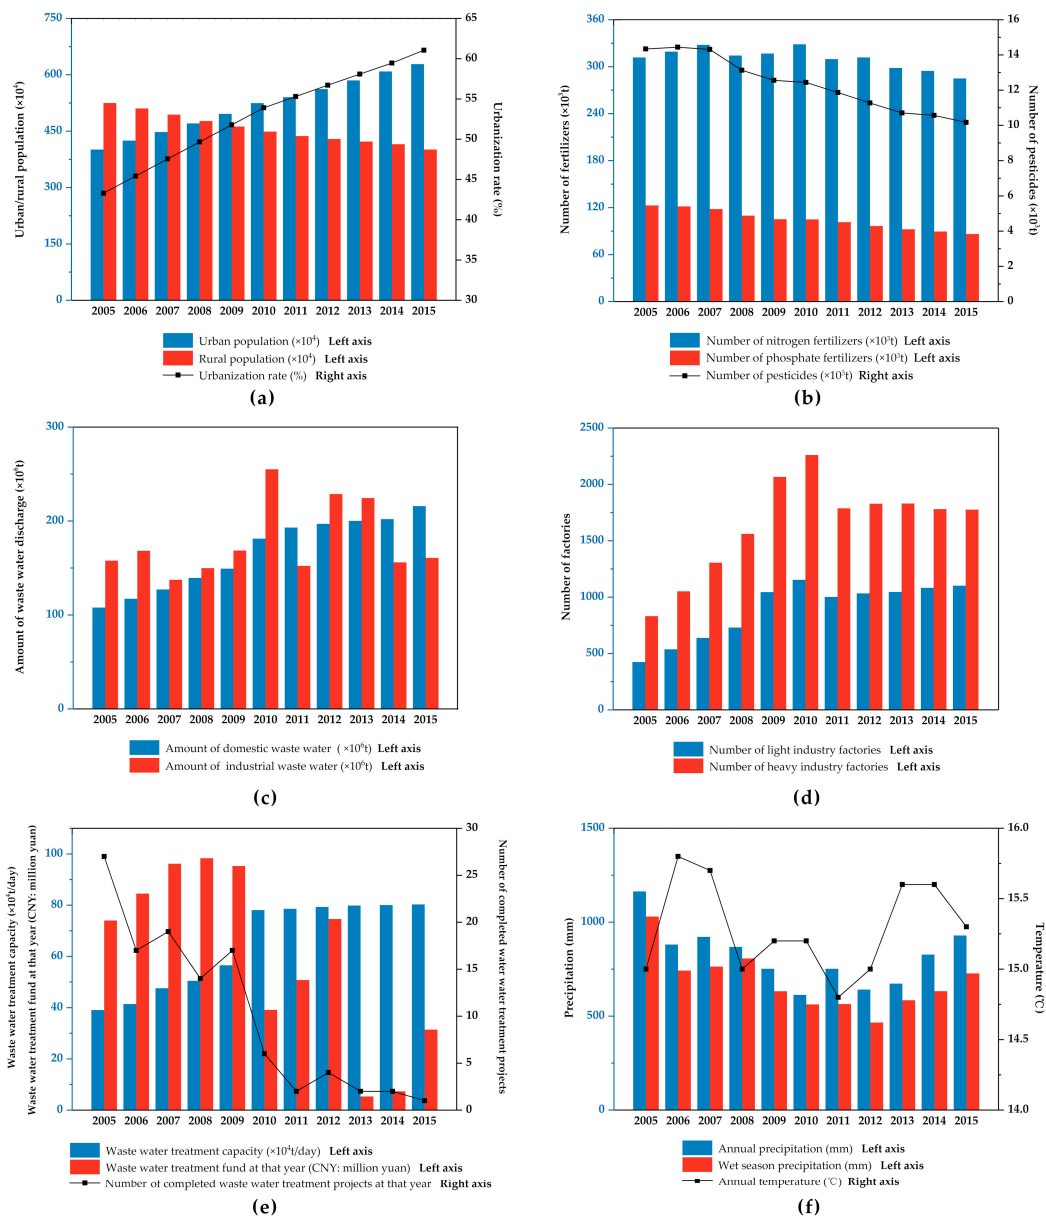 750
600
450
300
150
0
65
60
55
50
45
40
35
30
Urban/rural population (×10⁴)
Urbanization rate (%)
2005 2006 2007 2008 2009 2010 2011 2012 2013 2014 2015
Urban population (×10⁴) Left axis
Rural population (×10⁴) Left axis
Urbanization rate (%) Right axis
(a)
360
300
240
180
120
60
0
16
14
12
10
8
6
4
2
0
Number of fertilizers (×10³t)
Number of pesticides (×10³t)
2005 2006 2007 2008 2009 2010 2011 2012 2013 2014 2015
Number of nitrogen fertilizers (×10³t) Left axis
Number of phosphate fertilizers (×10³t) Left axis
Number of pesticides (×10³t) Right axis
(b)
300
200
100
0
Amount of waste water discharge (×10⁶t)
2005 2006 2007 2008 2009 2010 2011 2012 2013 2014 2015
Amount of domestic waste water ( ×10⁶t) Left axis
Amount of industrial waste water (×10⁶t) Left axis
(c)
2500
2000
1500
1000
500
0
Number of factories
2005 2006 2007 2008 2009 2010 2011 2012 2013 2014 2015
Number of light industry factories Left axis
Number of heavy industry factories Left axis
(d)
100
80
60
40
20
0
30
25
20
15
10
5
0
Waste water treatment capacity (×10⁴t/day)
Waste water treatment fund at that year (CNY: million yuan)
Number of completed water water treatment projects
2005 2006 2007 2008 2009 2010 2011 2012 2013 2014 2015
Waste water treatment capacity (×10⁴t/day) Left axis
Waste water treatment fund at that year (CNY: million yuan) Left axis
Number of completed waste water treatment projects at that year Right axis
(e)
1500
1000
500
0
16.0
15.5
15.0
14.5
14.0
Precipitation (mm)
Temperature (℃)
2005 2006 2007 2008 2009 2010 2011 2012 2013 2014 2015
Annual precipitation (mm) Left axis
Wet season precipitation (mm) Left axis
Annual temperature (℃) Right axis
(f)